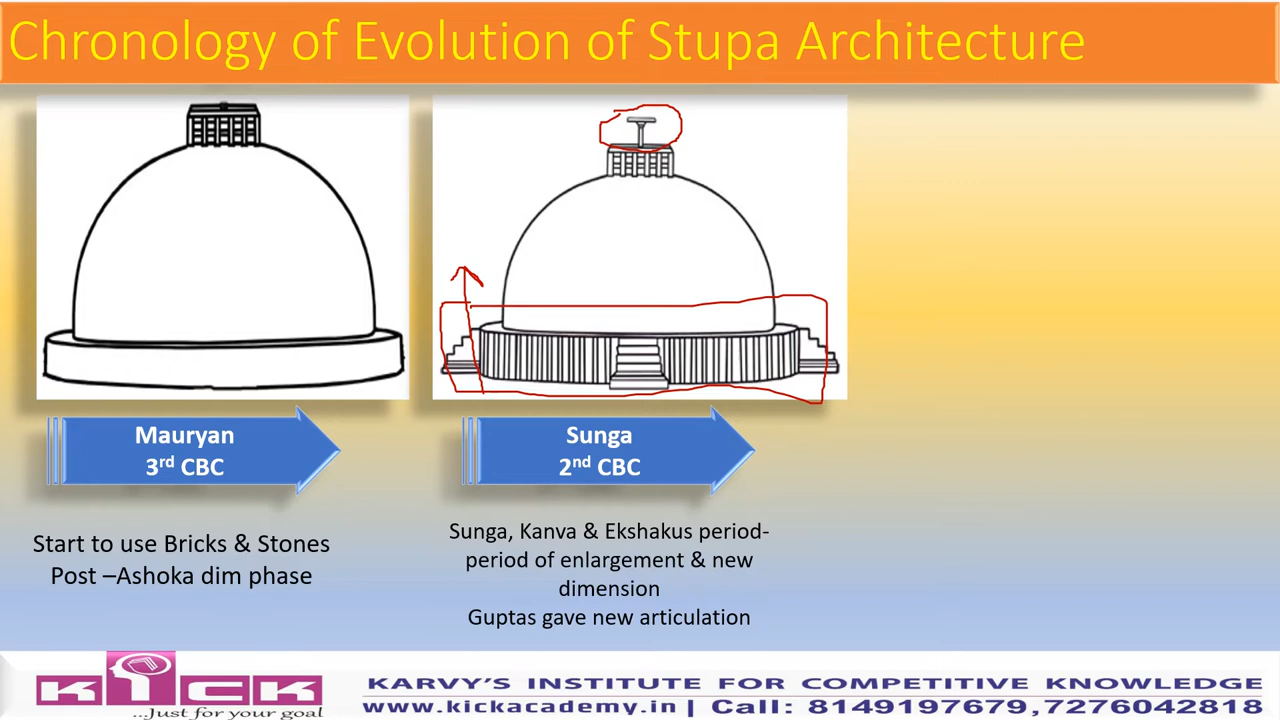 Chronology of Evolution of Stupa Architecture
Mauryan
3rd CBC
Start to use Bricks & Stones
Post –Ashoka dim phase
Sunga
2nd CBC
Sunga, Kanva & Ekshakus period-
period of enlargement & new
dimension
Guptas gave new articulation
KICK
...Just for your goal
KARVY'S INSTITUTE FOR COMPETITIVE KNOWLEDGE
www.kickacademy.in | Call: 8149197679,7276042818